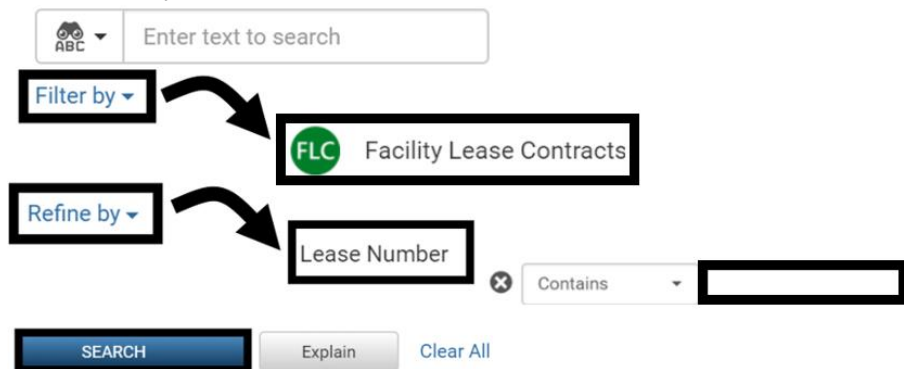 ABC Enter text to search
Filter by
FLC Facility Lease Contracts
Refine by
Lease Number
Contains
SEARCH Explain Clear All